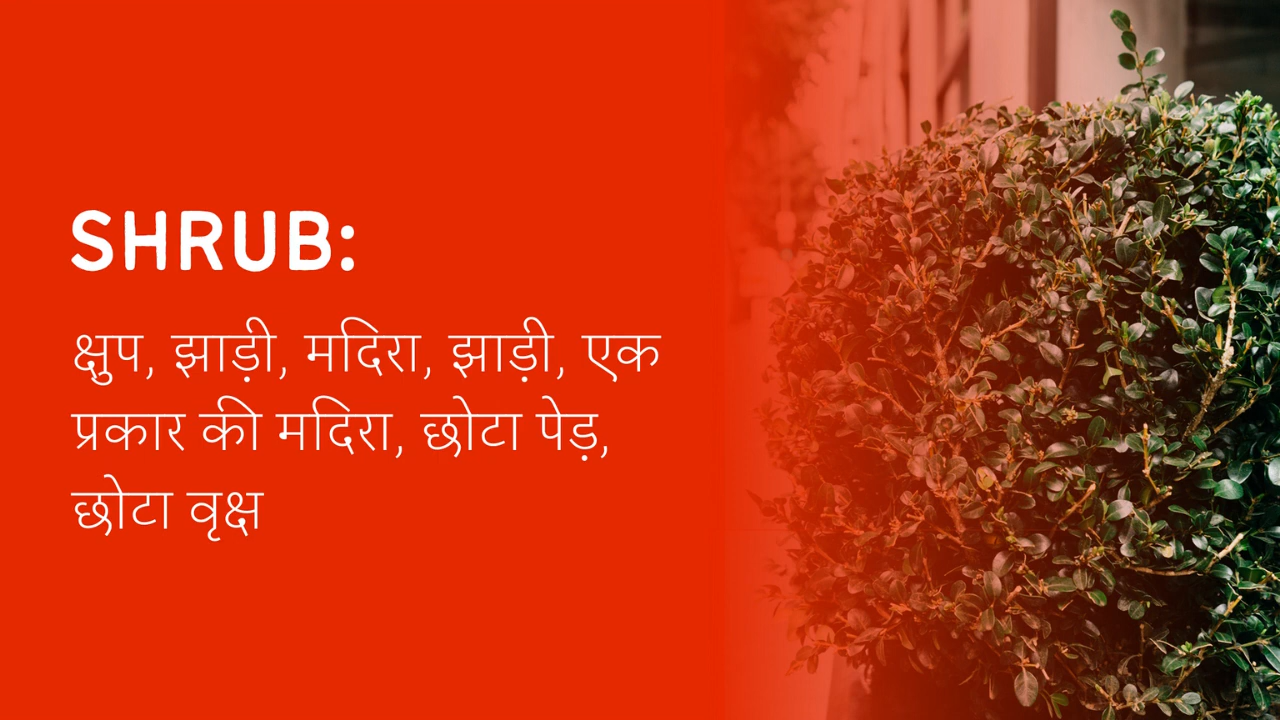 SHRUB:
क्षुप, झाड़ी, मदिरा, झाड़ी, एक
प्रकार की मदिरा, छोटा पेड़,
छोटा वृक्ष